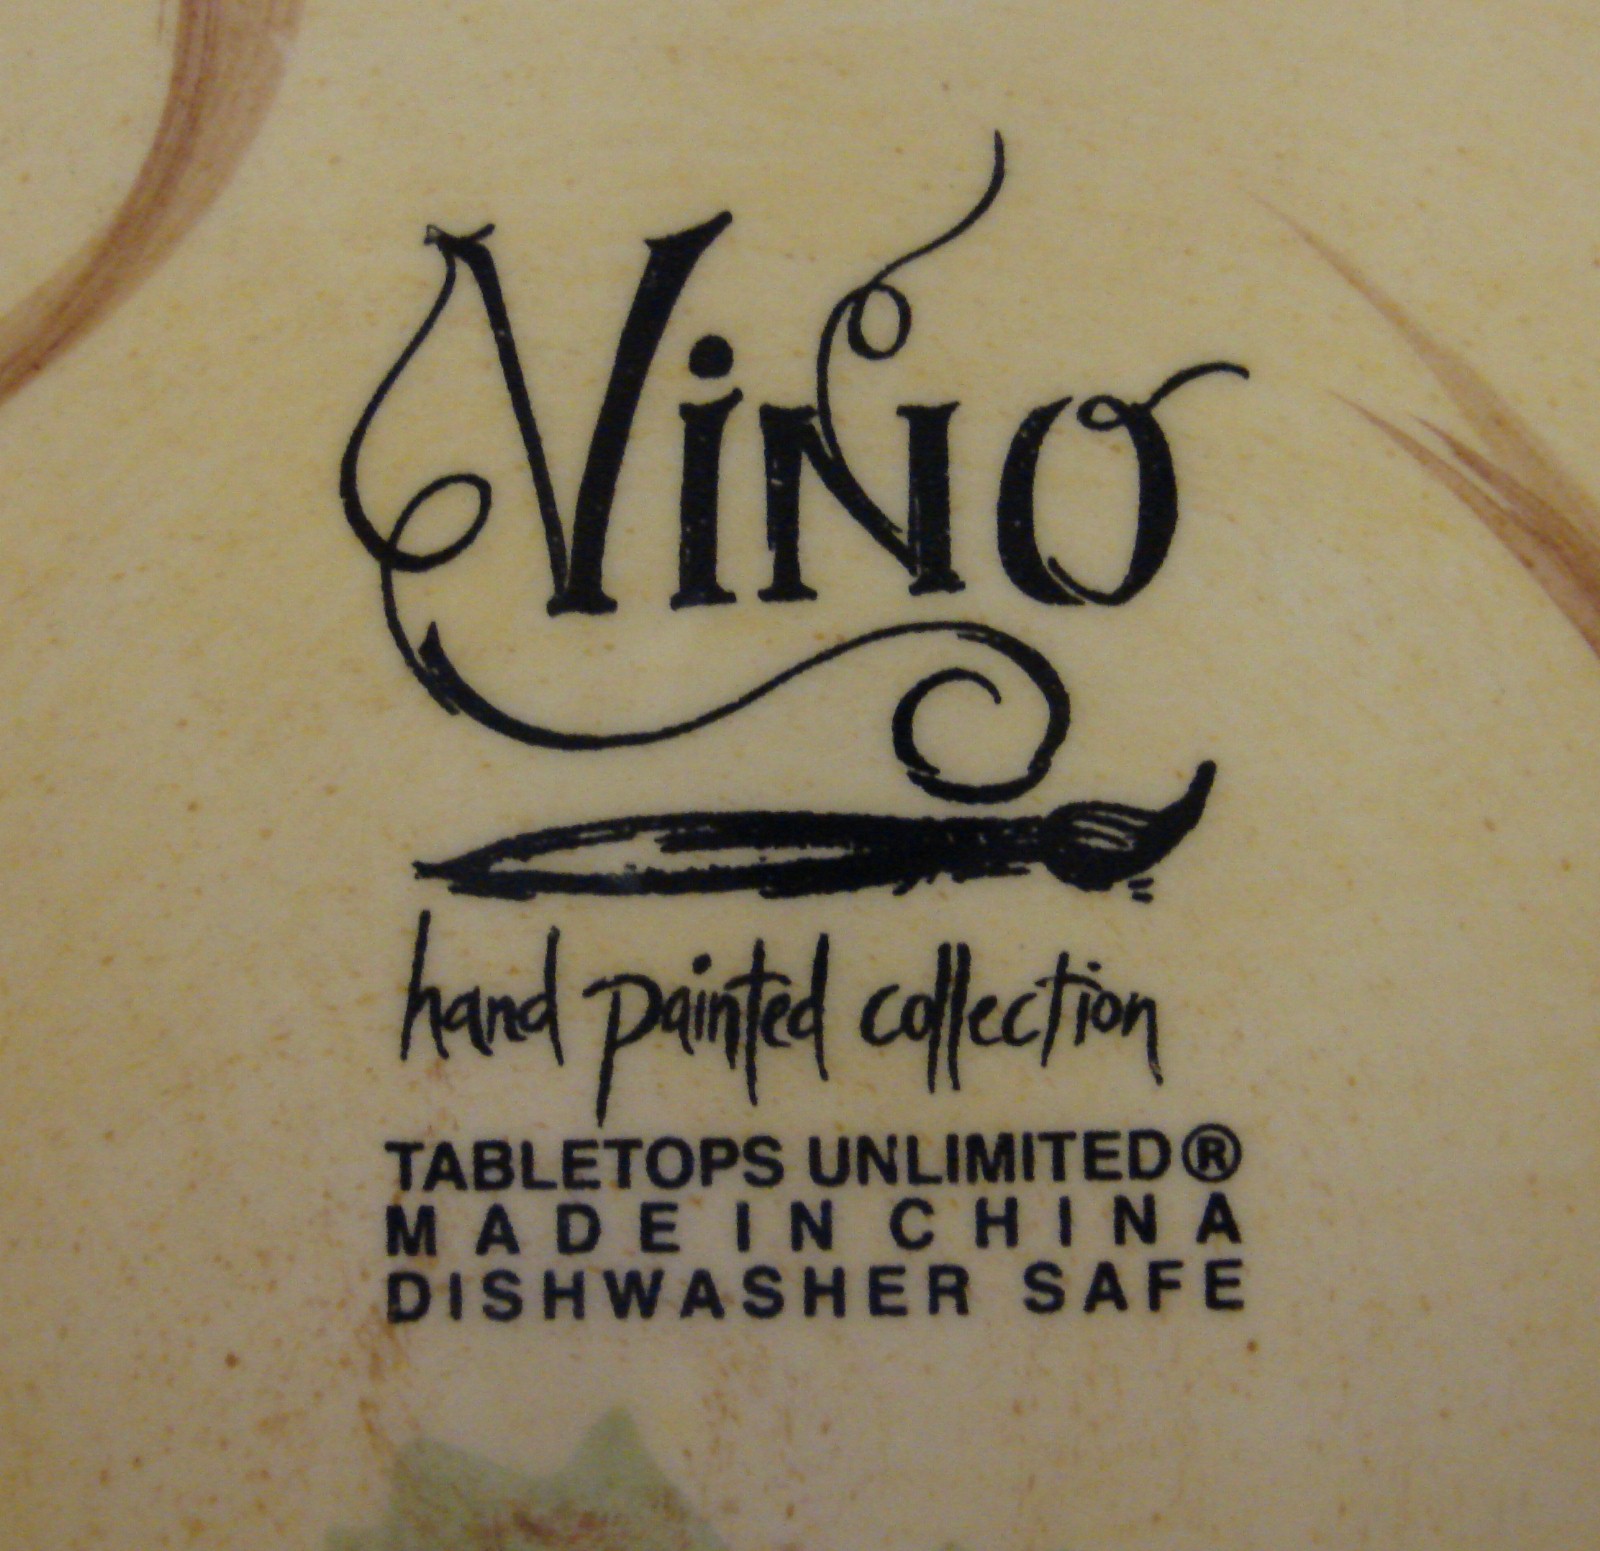 Vino
hand painted collection
TABLETOPS UNLIMITED®
MADE IN CHINA
DISHWASHER SAFE